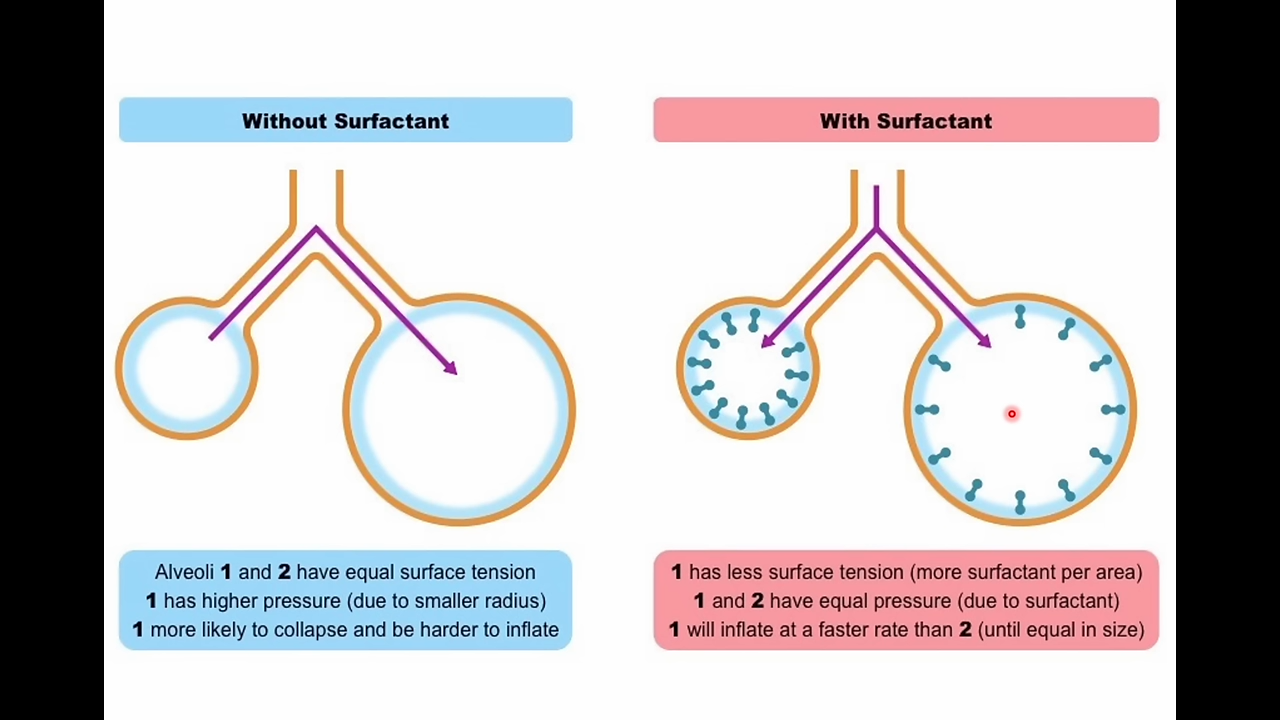 Without Surfactant
With Surfactant
Alveoli 1 and 2 have equal surface tension
1 has higher pressure (due to smaller radius)
1 more likely to collapse and be harder to inflate
1 has less surface tension (more surfactant per area)
1 and 2 have equal pressure (due to surfactant)
1 will inflate at a faster rate than 2 (until equal in size)